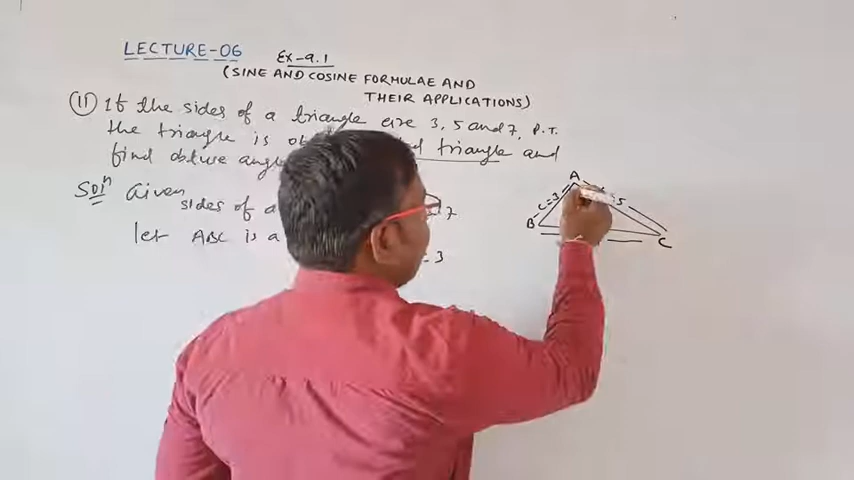 LECTURE-06 Ex-9.1
(SINE AND COSINE FORMULAE AND
THEIR APPLICATIONS)
(11) If the sides of a triangle are 3, 5 and 7, P.T.
the triangle is triangle and
find obtuse angle
Solⁿ Given
sides of a 7
let ABC is a
= 3
A
C=3 5
B
C